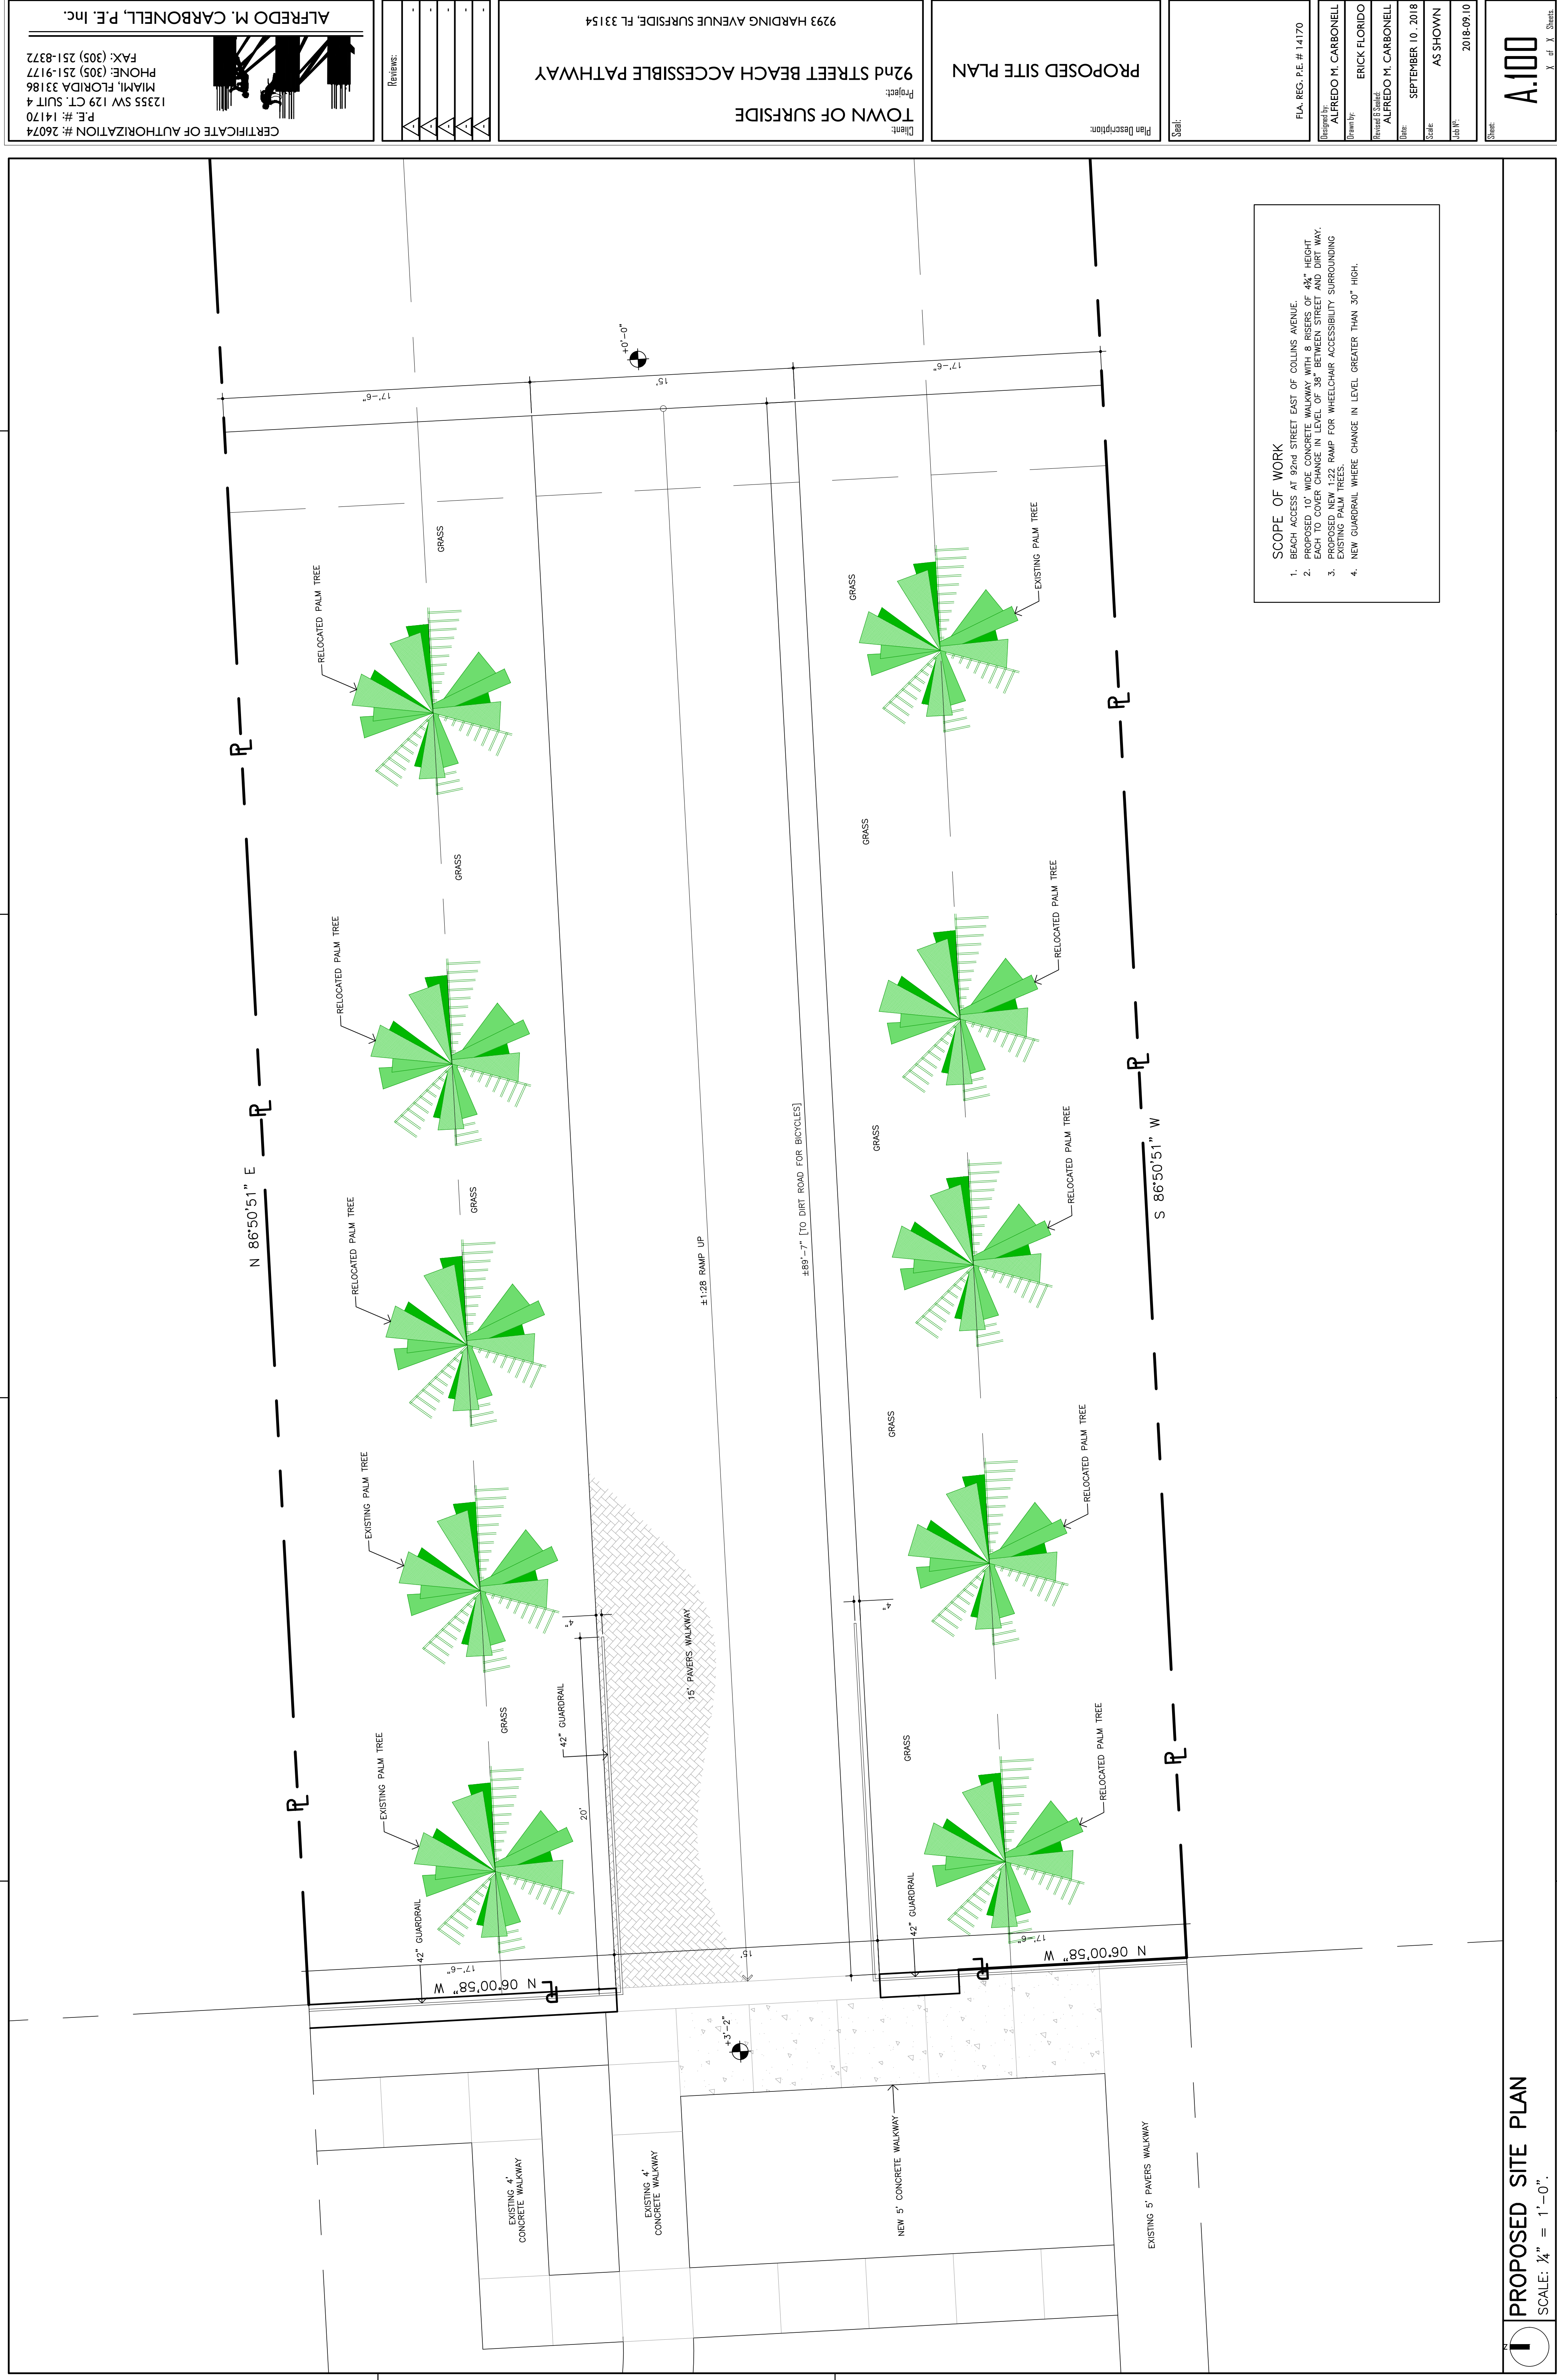 ALFREDO M. CARBONELL, P.E. Inc.
CERTIFICATE OF AUTHORIZATION #: 26074
P.E. #: 14170
12355 SW 129 CT. SUIT 4
MIAMI, FLORIDA 33186
PHONE: (305) 251-9177
FAX: (305) 251-8372
Reviews:
-
-
-
-
-
-
-
-
-
-
Client:
TOWN OF SURFSIDE
Project:
92nd STREET BEACH ACCESSIBLE PATHWAY
9293 HARDING AVENUE SURFSIDE, FL 33154
Plan Description:
PROPOSED SITE PLAN
Seal:
FLA. REG. P.E. # 14170
Designed by:
ALFREDO M. CARBONELL
Drawn by:
ERICK FLORIDO
Revised & Sealed:
ALFREDO M. CARBONELL
Date:
SEPTEMBER 10 . 2018
Scale:
AS SHOWN
Job Nº:
2018-09.10
Sheet:
A.100
X of X Sheets.
SCOPE OF WORK
1. BEACH ACCESS AT 92nd STREET EAST OF COLLINS AVENUE.
2. PROPOSED 10' WIDE CONCRETE WALKWAY WITH 8 RISERS OF 4¾" HEIGHT
EACH TO COVER CHANGE IN LEVEL OF 38" BETWEEN STREET AND DIRT WAY.
3. PROPOSED NEW 1:22 RAMP FOR WHEELCHAIR ACCESSIBILITY SURROUNDING
EXISTING PALM TREES.
4. NEW GUARDRAIL WHERE CHANGE IN LEVEL GREATER THAN 30" HIGH.
+0'-0"
17'-6"
15'
17'-6"
GRASS
RELOCATED PALM TREE
GRASS
EXISTING PALM TREE
PL
PL
GRASS
GRASS
RELOCATED PALM TREE
RELOCATED PALM TREE
PL
PL
N 86°50'51" E
S 86°50'51" W
GRASS
GRASS
RELOCATED PALM TREE
RELOCATED PALM TREE
±1:28 RAMP UP
±89'-7" [TO DIRT ROAD FOR BICYCLES]
GRASS
EXISTING PALM TREE
RELOCATED PALM TREE
4"
4"
15' PAVERS WALKWAY
GRASS
42" GUARDRAIL
20'
GRASS
EXISTING PALM TREE
RELOCATED PALM TREE
PL
PL
42" GUARDRAIL
42" GUARDRAIL
17'-6"
15'
17'-6"
N 06°00'58" W
PL
N 06°00'58" W
PL
+3'-2"
EXISTING 4'
CONCRETE WALKWAY
EXISTING 4'
CONCRETE WALKWAY
NEW 5' CONCRETE WALKWAY
EXISTING 5' PAVERS WALKWAY
PROPOSED SITE PLAN
SCALE: ¼" = 1'-0".
N